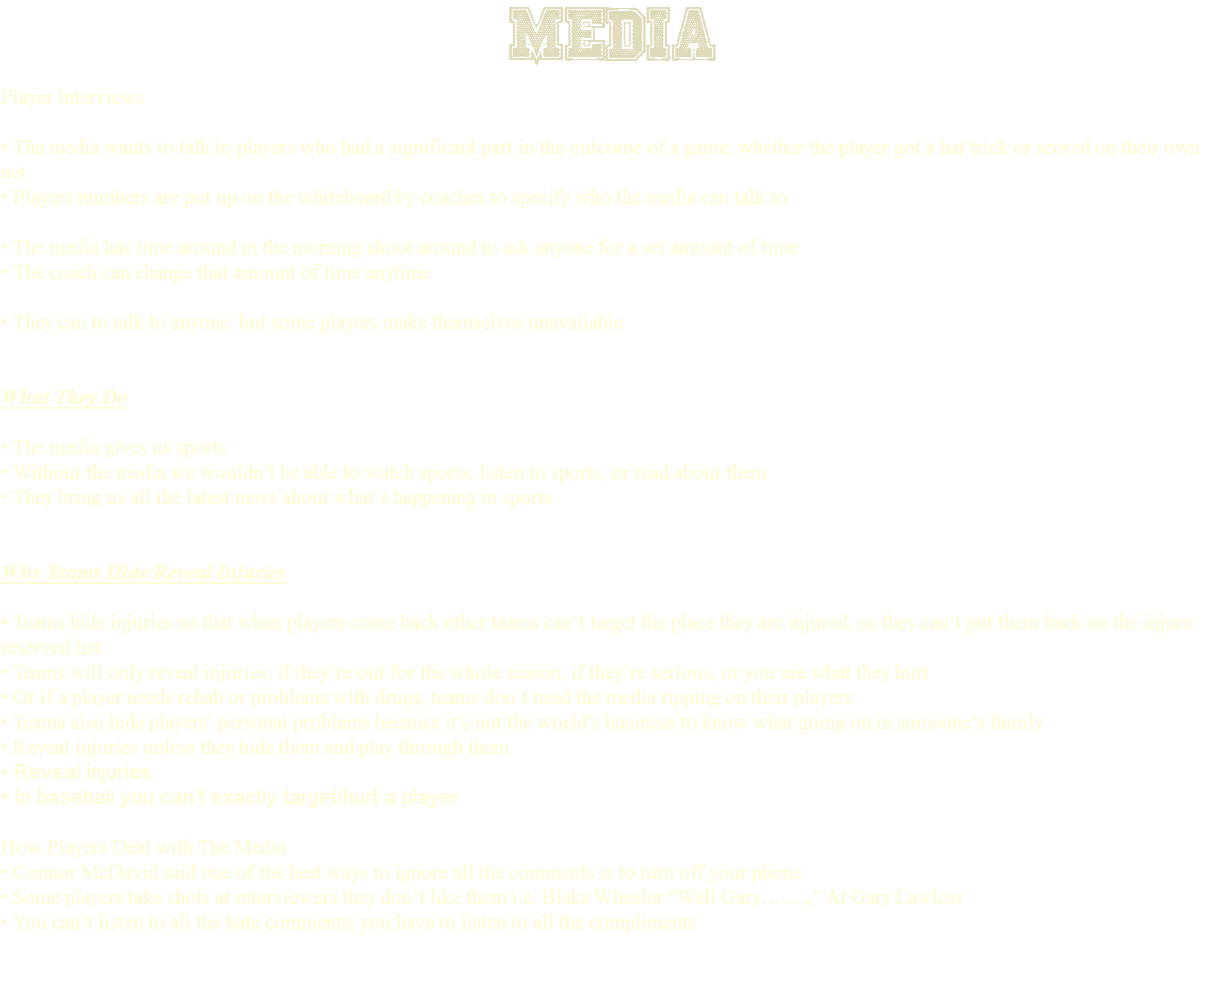 MEDIA
Player Interviews
• The media wants to talk to players who had a significant part in the outcome of a game, whether the player got a hat trick or scored on their own
net
• Players numbers are put up on the whiteboard by coaches to specify who the media can talk to
• The media has time around in the morning shoot around to ask anyone for a set amount of time
• The coach can change that amount of time anytime
• They can to talk to anyone, but some players make themselves unavailable
What They Do
• The media gives us sports
• Without the media we wouldn't be able to watch sports, listen to sports, or read about them
• They bring us all the latest news about what's happening in sports
Why Teams Hide/Reveal Injuries
• Teams hide injuries so that when players come back other teams can't target the place they are injured, so they can't put them back on the injure
reserved list
• Teams will only reveal injuries, if they're out for the whole season, if they're serious, or you see what they hurt
• Or if a player needs rehab or problems with drugs, teams don't need the media ripping on their players
• Teams also hide players' personal problems because it's not the world's business to know what going on in someone's family
• Reveal injuries unless they hide them and play through them
• Reveal injuries
• In baseball you can't exactly target/hurt a player
How Players Deal with The Media
• Connor McDavid said one of the best ways to ignore all the comments is to turn off your phone
• Some players take shots at interviewers they don't like them i.e. Blake Wheeler “Well Gary……..” At Gary Lawless
• You can't listen to all the hate comments; you have to listen to all the compliments